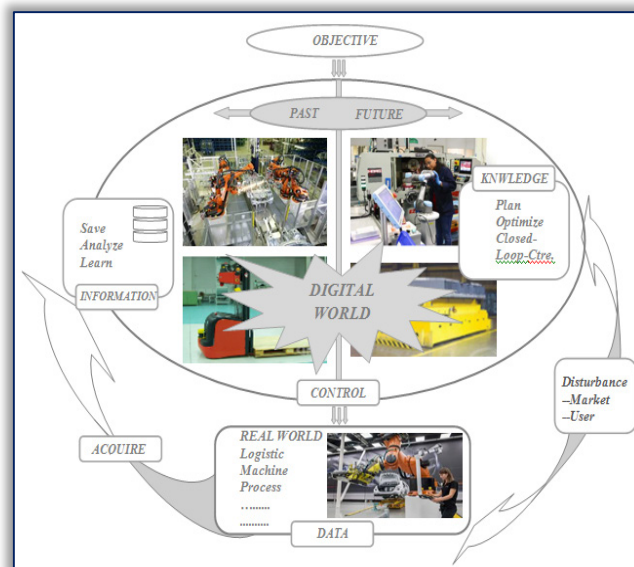 OBJECTIVE
PAST FUTURE
KNWLEDGE
Plan
Optimize
Closed-
Loop-Ctre.
Save
Analyze
Learn
INFORMATION
DIGITAL
WORLD
CONTROL
Disturbance
--Market
--User
ACOUIRE
REAL WORLD
Logistic
Machine
Process
...........
..........
DATA